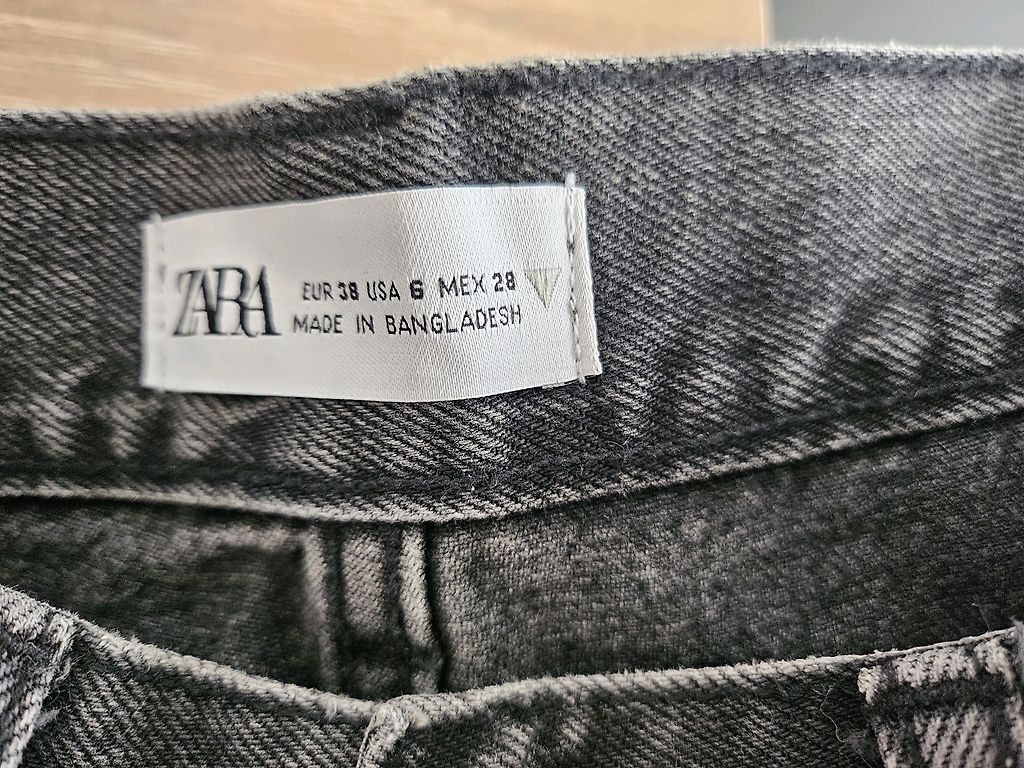 ZARA
EUR 38 USA 6 MEX 28
MADE IN BANGLADESH